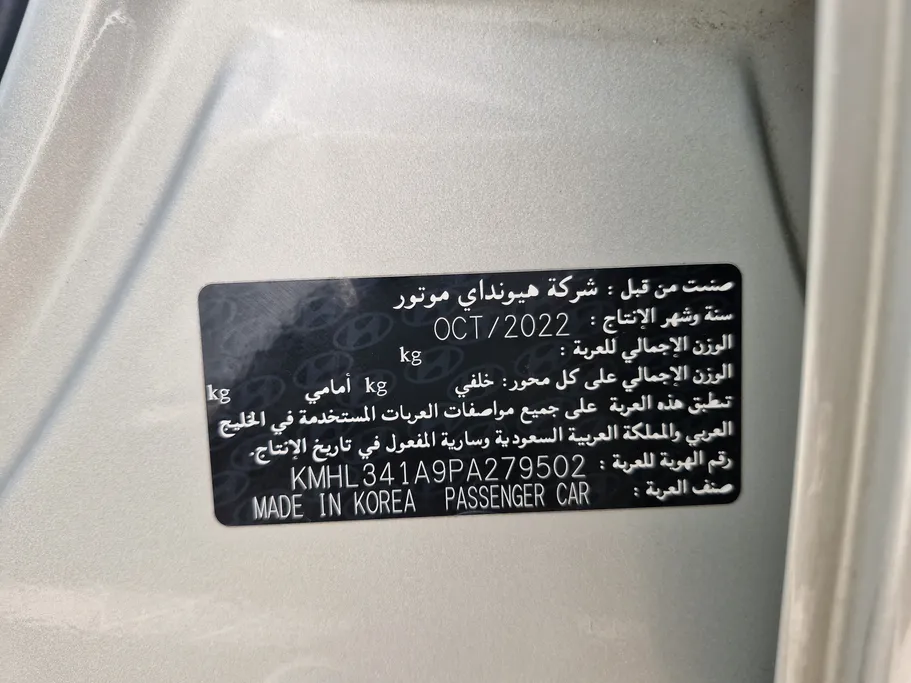 صنعت من قبل : شركة هيونداي موتور
سنة وشهر الإنتاج : OCT/2022
الوزن الإجمالي للعربة : kg
الوزن الإجمالي على كل محور: خلفي kg أمامي kg
تنطبق هذه العربة على جميع مواصفات العربات المستخدمة في الخليج
العربي والمملكة العربية السعودية وسارية المفعول في تاريخ الإنتاج.
رقم الهوية للعربة : KMHL341A9PA279502
صنف العربة : MADE IN KOREA PASSENGER CAR